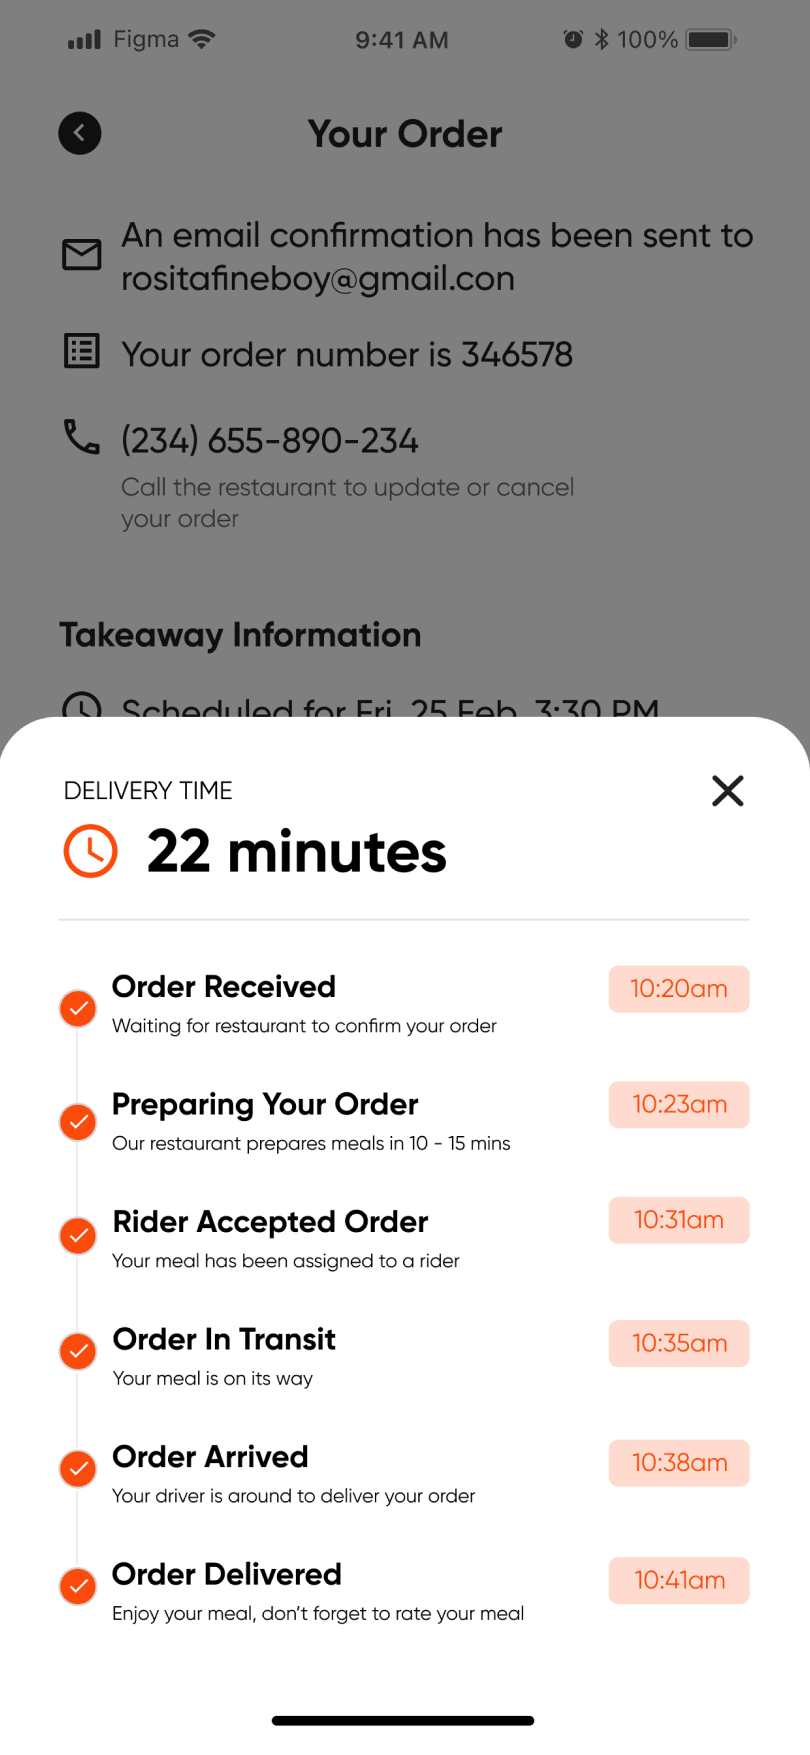 Figma
9:41 AM
100%
Your Order
An email confirmation has been sent to
rositafineboy@gmail.con
Your order number is 346578
(234) 655-890-234
Call the restaurant to update or cancel
your order
Takeaway Information
Scheduled for Fri, 25 Feb, 3:30 PM
DELIVERY TIME
22 minutes
Order Received
10:20am
Waiting for restaurant to confirm your order
Preparing Your Order
10:23am
Our restaurant prepares meals in 10 - 15 mins
Rider Accepted Order
10:31am
Your meal has been assigned to a rider
Order In Transit
10:35am
Your meal is on its way
Order Arrived
10:38am
Your driver is around to deliver your order
Order Delivered
10:41am
Enjoy your meal, don’t forget to rate your meal